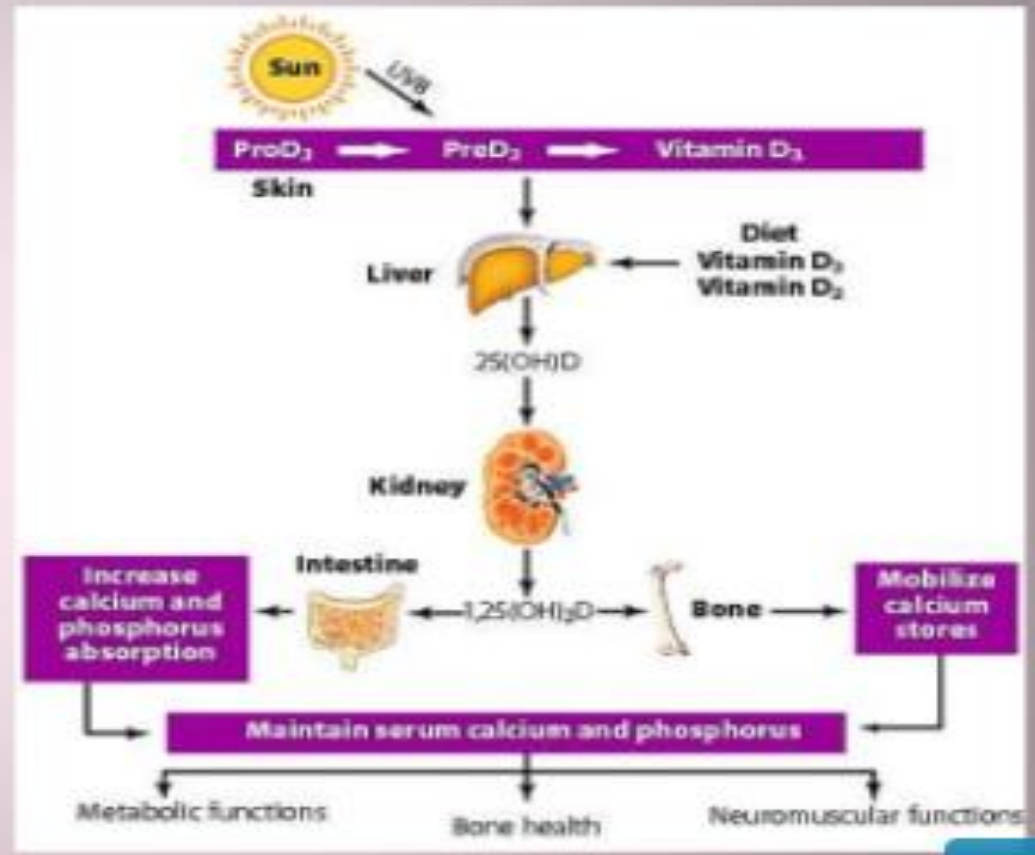 Sun
UVB
ProD₃ PreD₃ Vitamin D₃
Skin
Diet
Liver
Vitamin D₃
Vitamin D₂
25(OH)D
Kidney
Intestine
Increase
calcium and
phosphorus
absorption
1,25(OH)₂D
Bone
Mobilize
calcium
stores
Maintain serum calcium and phosphorus
Metabolic functions
Bone health
Neuromuscular functions